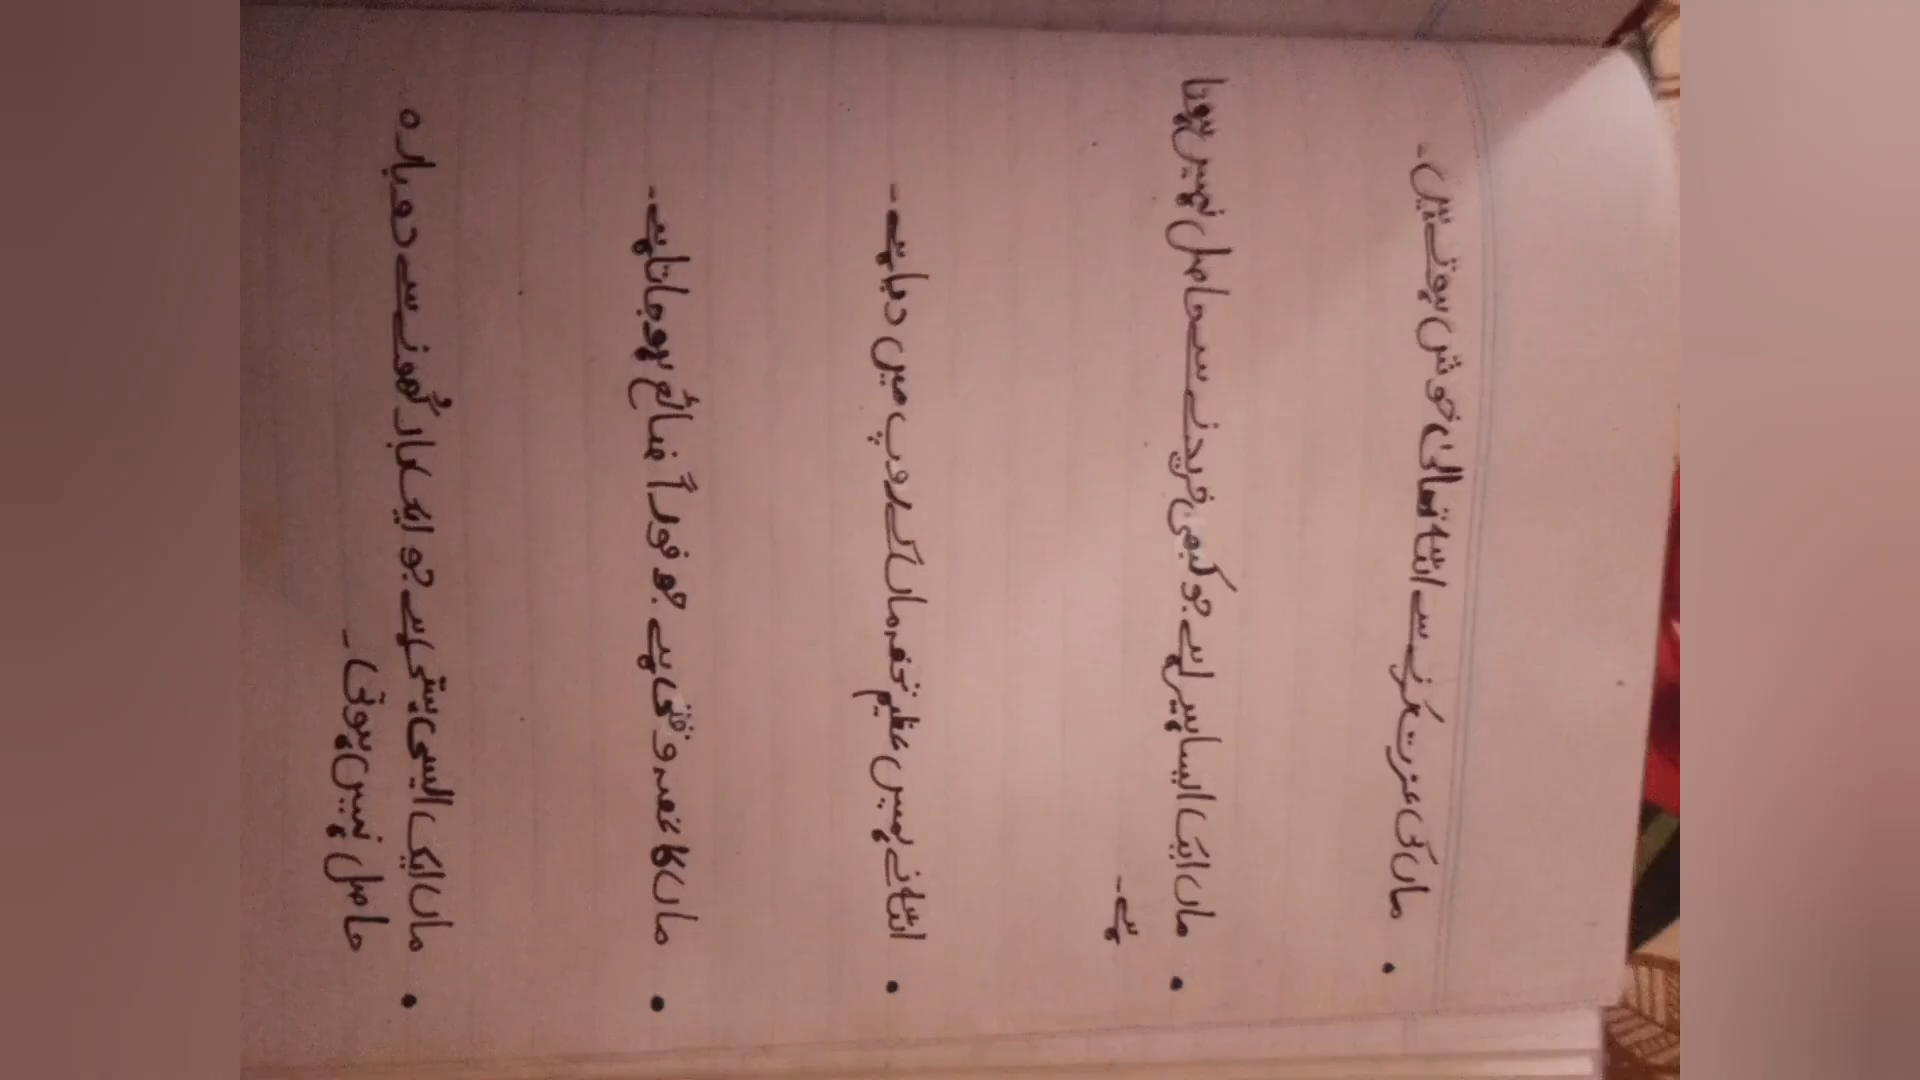 ماں کی عزت کرنے سے اللہ تعالیٰ خوش ہوتے ہیں۔
ماں ایک ایسا ہیرا ہے جو کبھی خریدنے سے حاصل نہیں ہوتا
ہے۔
اللہ نے ہمیں عظیم تحفہ ماں کے روپ میں دیا ہے۔
ماں کا غصہ وقتی ہے جو فوراً ضائع ہو جاتا ہے۔
ماں ایک ایسی ہستی ہے جو ایک بار کھونے سے دوبارہ
حاصل نہیں ہوتی۔